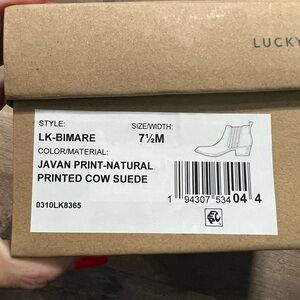 LUCKY
STYLE: SIZE/WIDTH:
LK-BIMARE 7½M
COLOR/MATERIAL:
JAVAN PRINT-NATURAL
PRINTED COW SUEDE
0310LK8365
1 94307 534 04 4